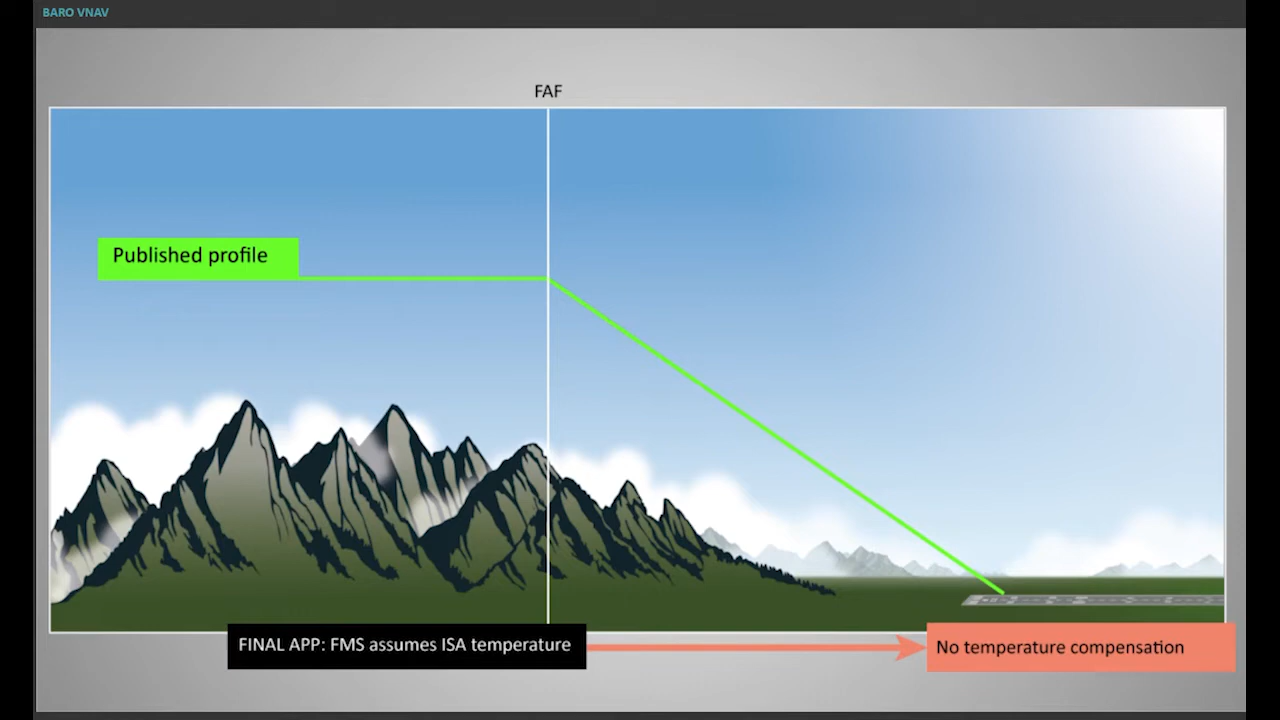 BARO VNAV
FAF
Published profile
FINAL APP: FMS assumes ISA temperature
No temperature compensation